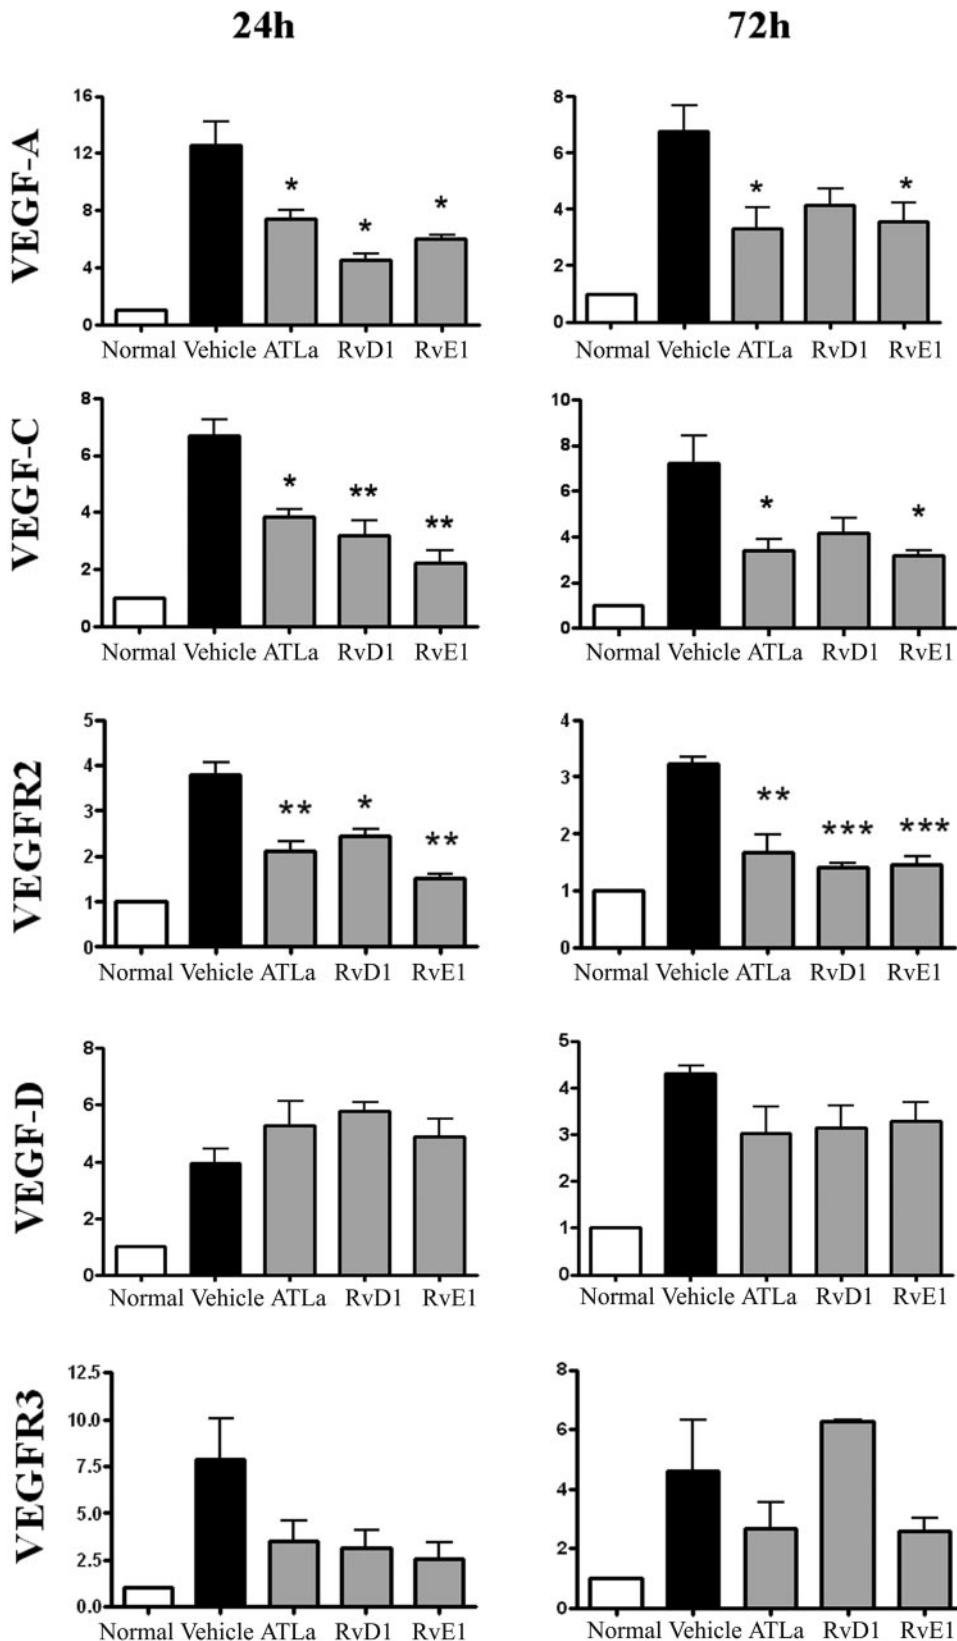 24h 72h
VEGF-A
16
12
8
4
0
* * *
Normal Vehicle ATLa RvD1 RvE1
8
6
4
2
0
* *
Normal Vehicle ATLa RvD1 RvE1
VEGF-C
8
6
4
2
0
* ** **
Normal Vehicle ATLa RvD1 RvE1
10
8
6
4
2
0
* *
Normal Vehicle ATLa RvD1 RvE1
VEGFR2
5
4
3
2
1
0
** * **
Normal Vehicle ATLa RvD1 RvE1
4
3
2
1
0
** *** ***
Normal Vehicle ATLa RvD1 RvE1
VEGF-D
8
6
4
2
0
Normal Vehicle ATLa RvD1 RvE1
5
4
3
2
1
0
Normal Vehicle ATLa RvD1 RvE1
VEGFR3
12.5
10.0
7.5
5.0
2.5
0.0
Normal Vehicle ATLa RvD1 RvE1
8
6
4
2
0
Normal Vehicle ATLa RvD1 RvE1